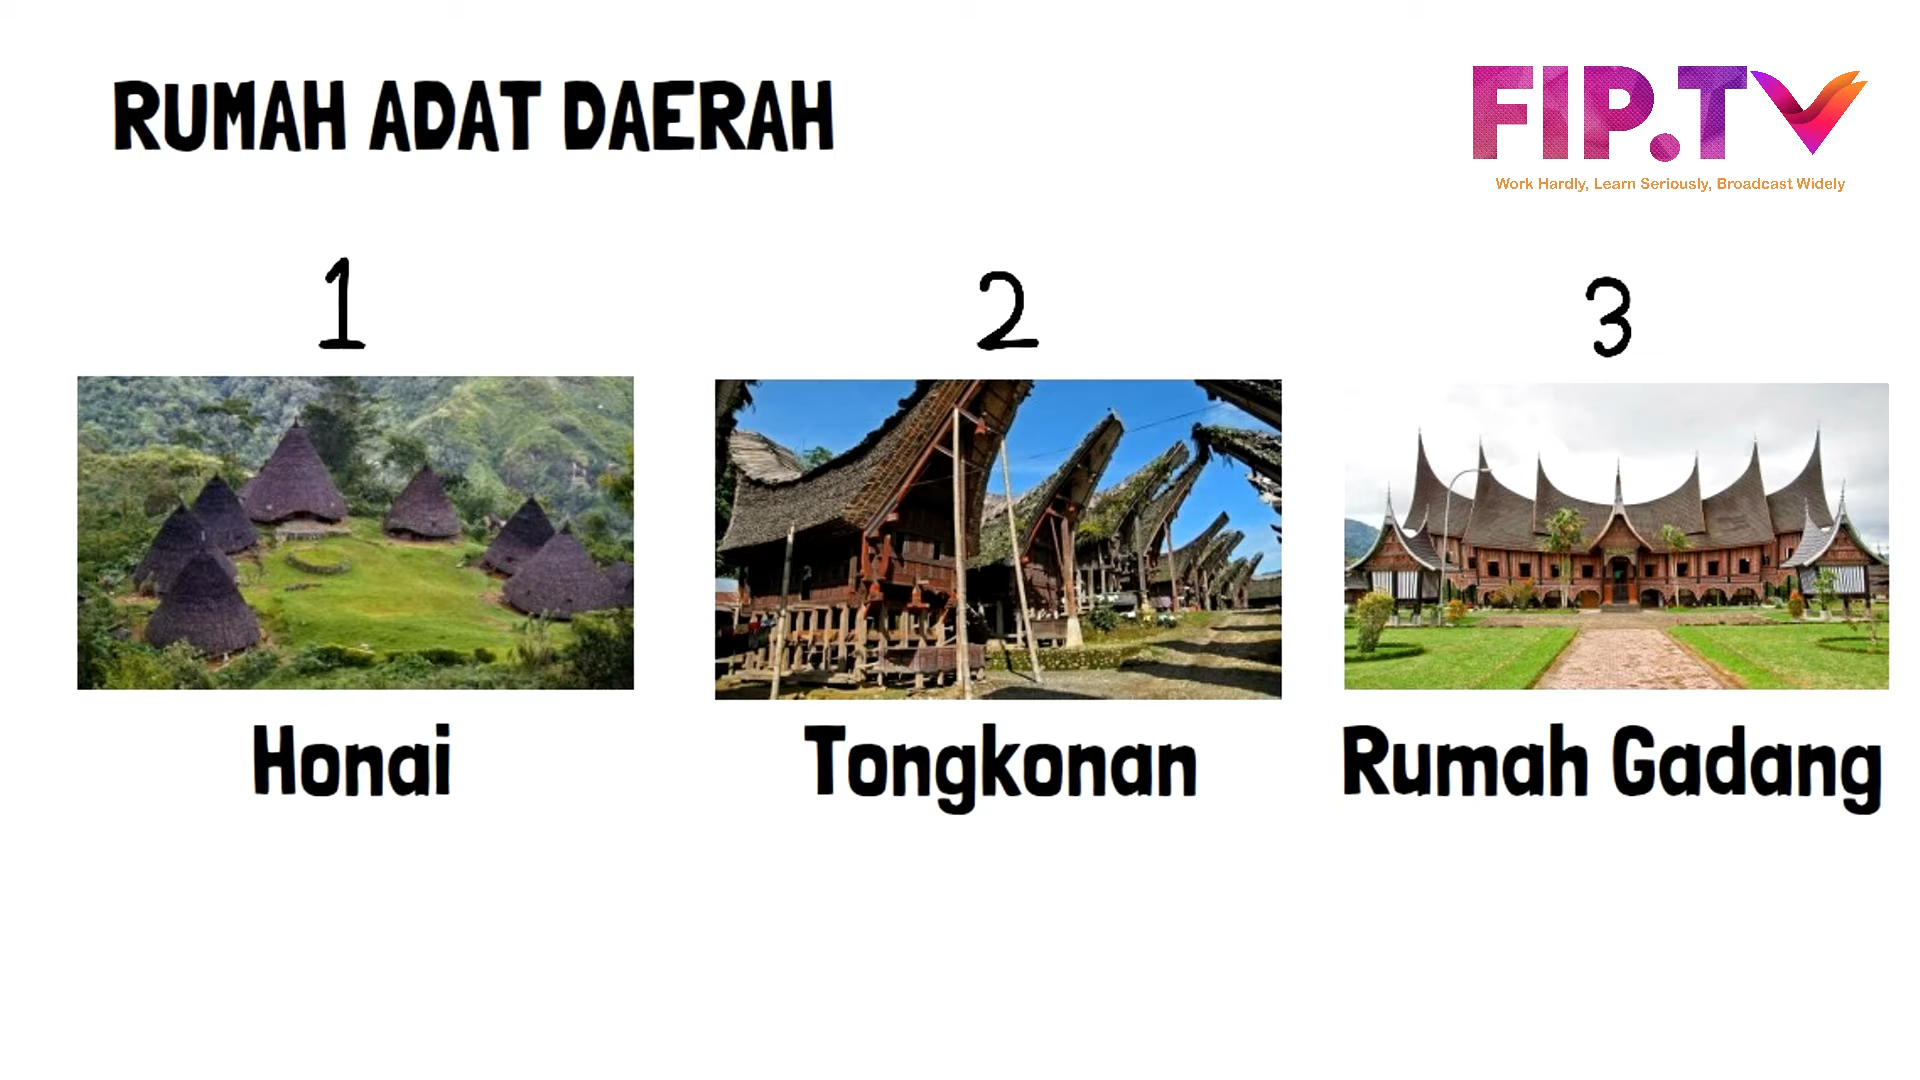 RUMAH ADAT DAERAH
FIP.TV
Work Hardly, Learn Seriously, Broadcast Widely
1
2
3
Honai
Tongkonan
Rumah Gadang